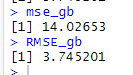 > mse_gb
[1] 14.02653
> RMSE_gb
[1] 3.745201
>